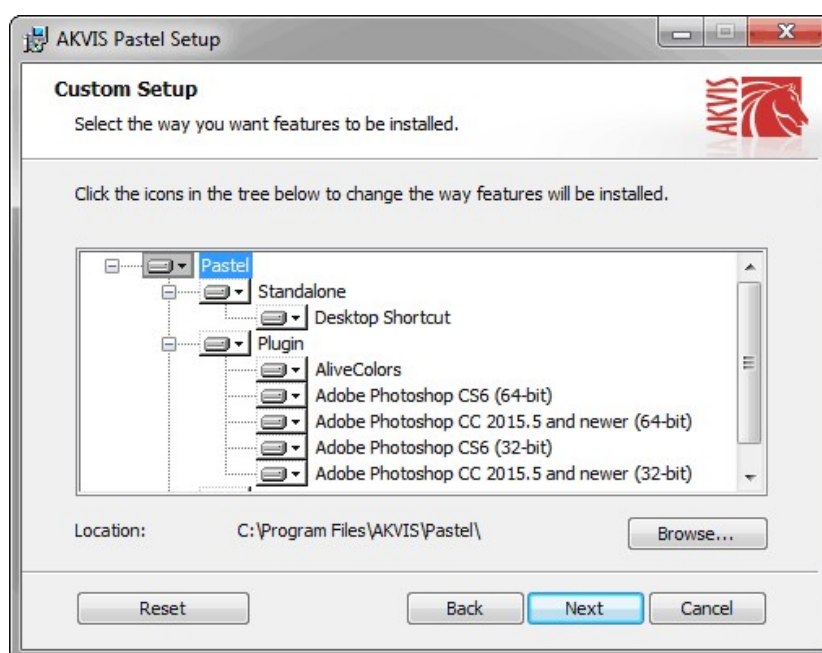 AKVIS Pastel Setup
Custom Setup
Select the way you want features to be installed.
AKVIS
Click the icons in the tree below to change the way features will be installed.
Pastel
Standalone
Desktop Shortcut
Plugin
AliveColors
Adobe Photoshop CS6 (64-bit)
Adobe Photoshop CC 2015.5 and newer (64-bit)
Adobe Photoshop CS6 (32-bit)
Adobe Photoshop CC 2015.5 and newer (32-bit)
Location: C:\Program Files\AKVIS\Pastel\ Browse...
Reset Back Next Cancel